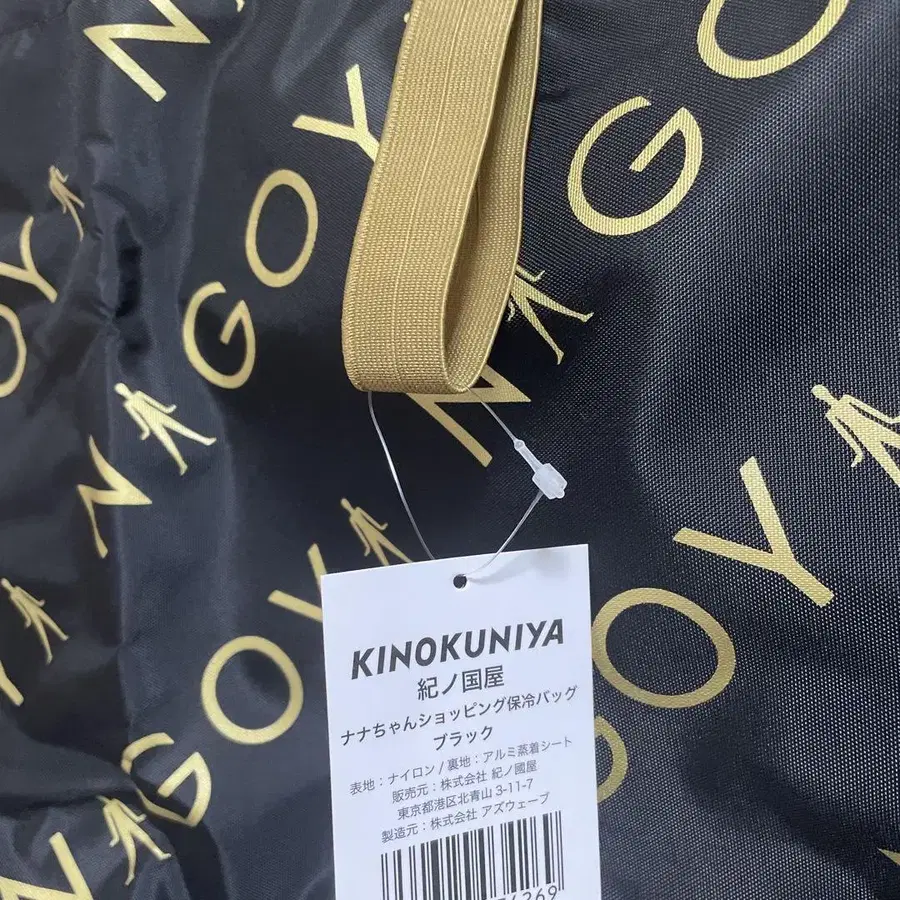 NAGOYA
NAGOYA
NAGOYA
KINOKUNIYA
紀ノ国屋
ナナちゃんショッピング保冷バッグ
ブラック
表地:ナイロン / 裏地:アルミ蒸着シート
販売元:株式会社 紀ノ國屋
東京都港区北青山 3-11-7
製造元:株式会社 アズウェーブ